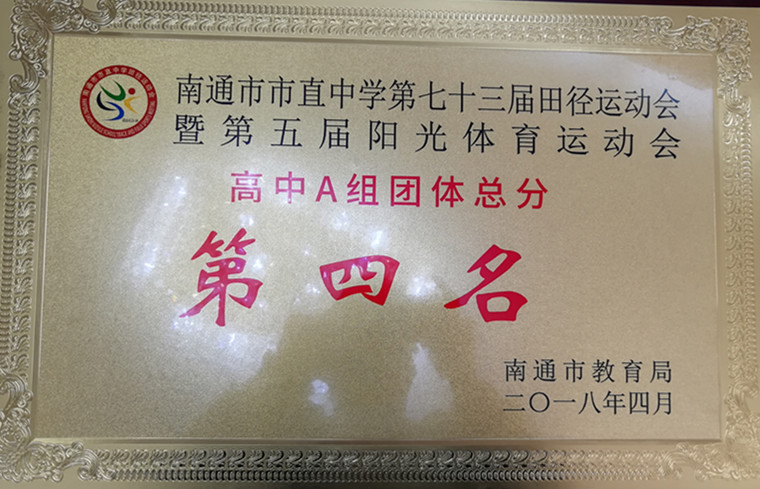 南通市市直中学第七十三届田径运动会
暨第五届阳光体育运动会
高中A组团体总分
第四名
南通市教育局
二〇一八年四月